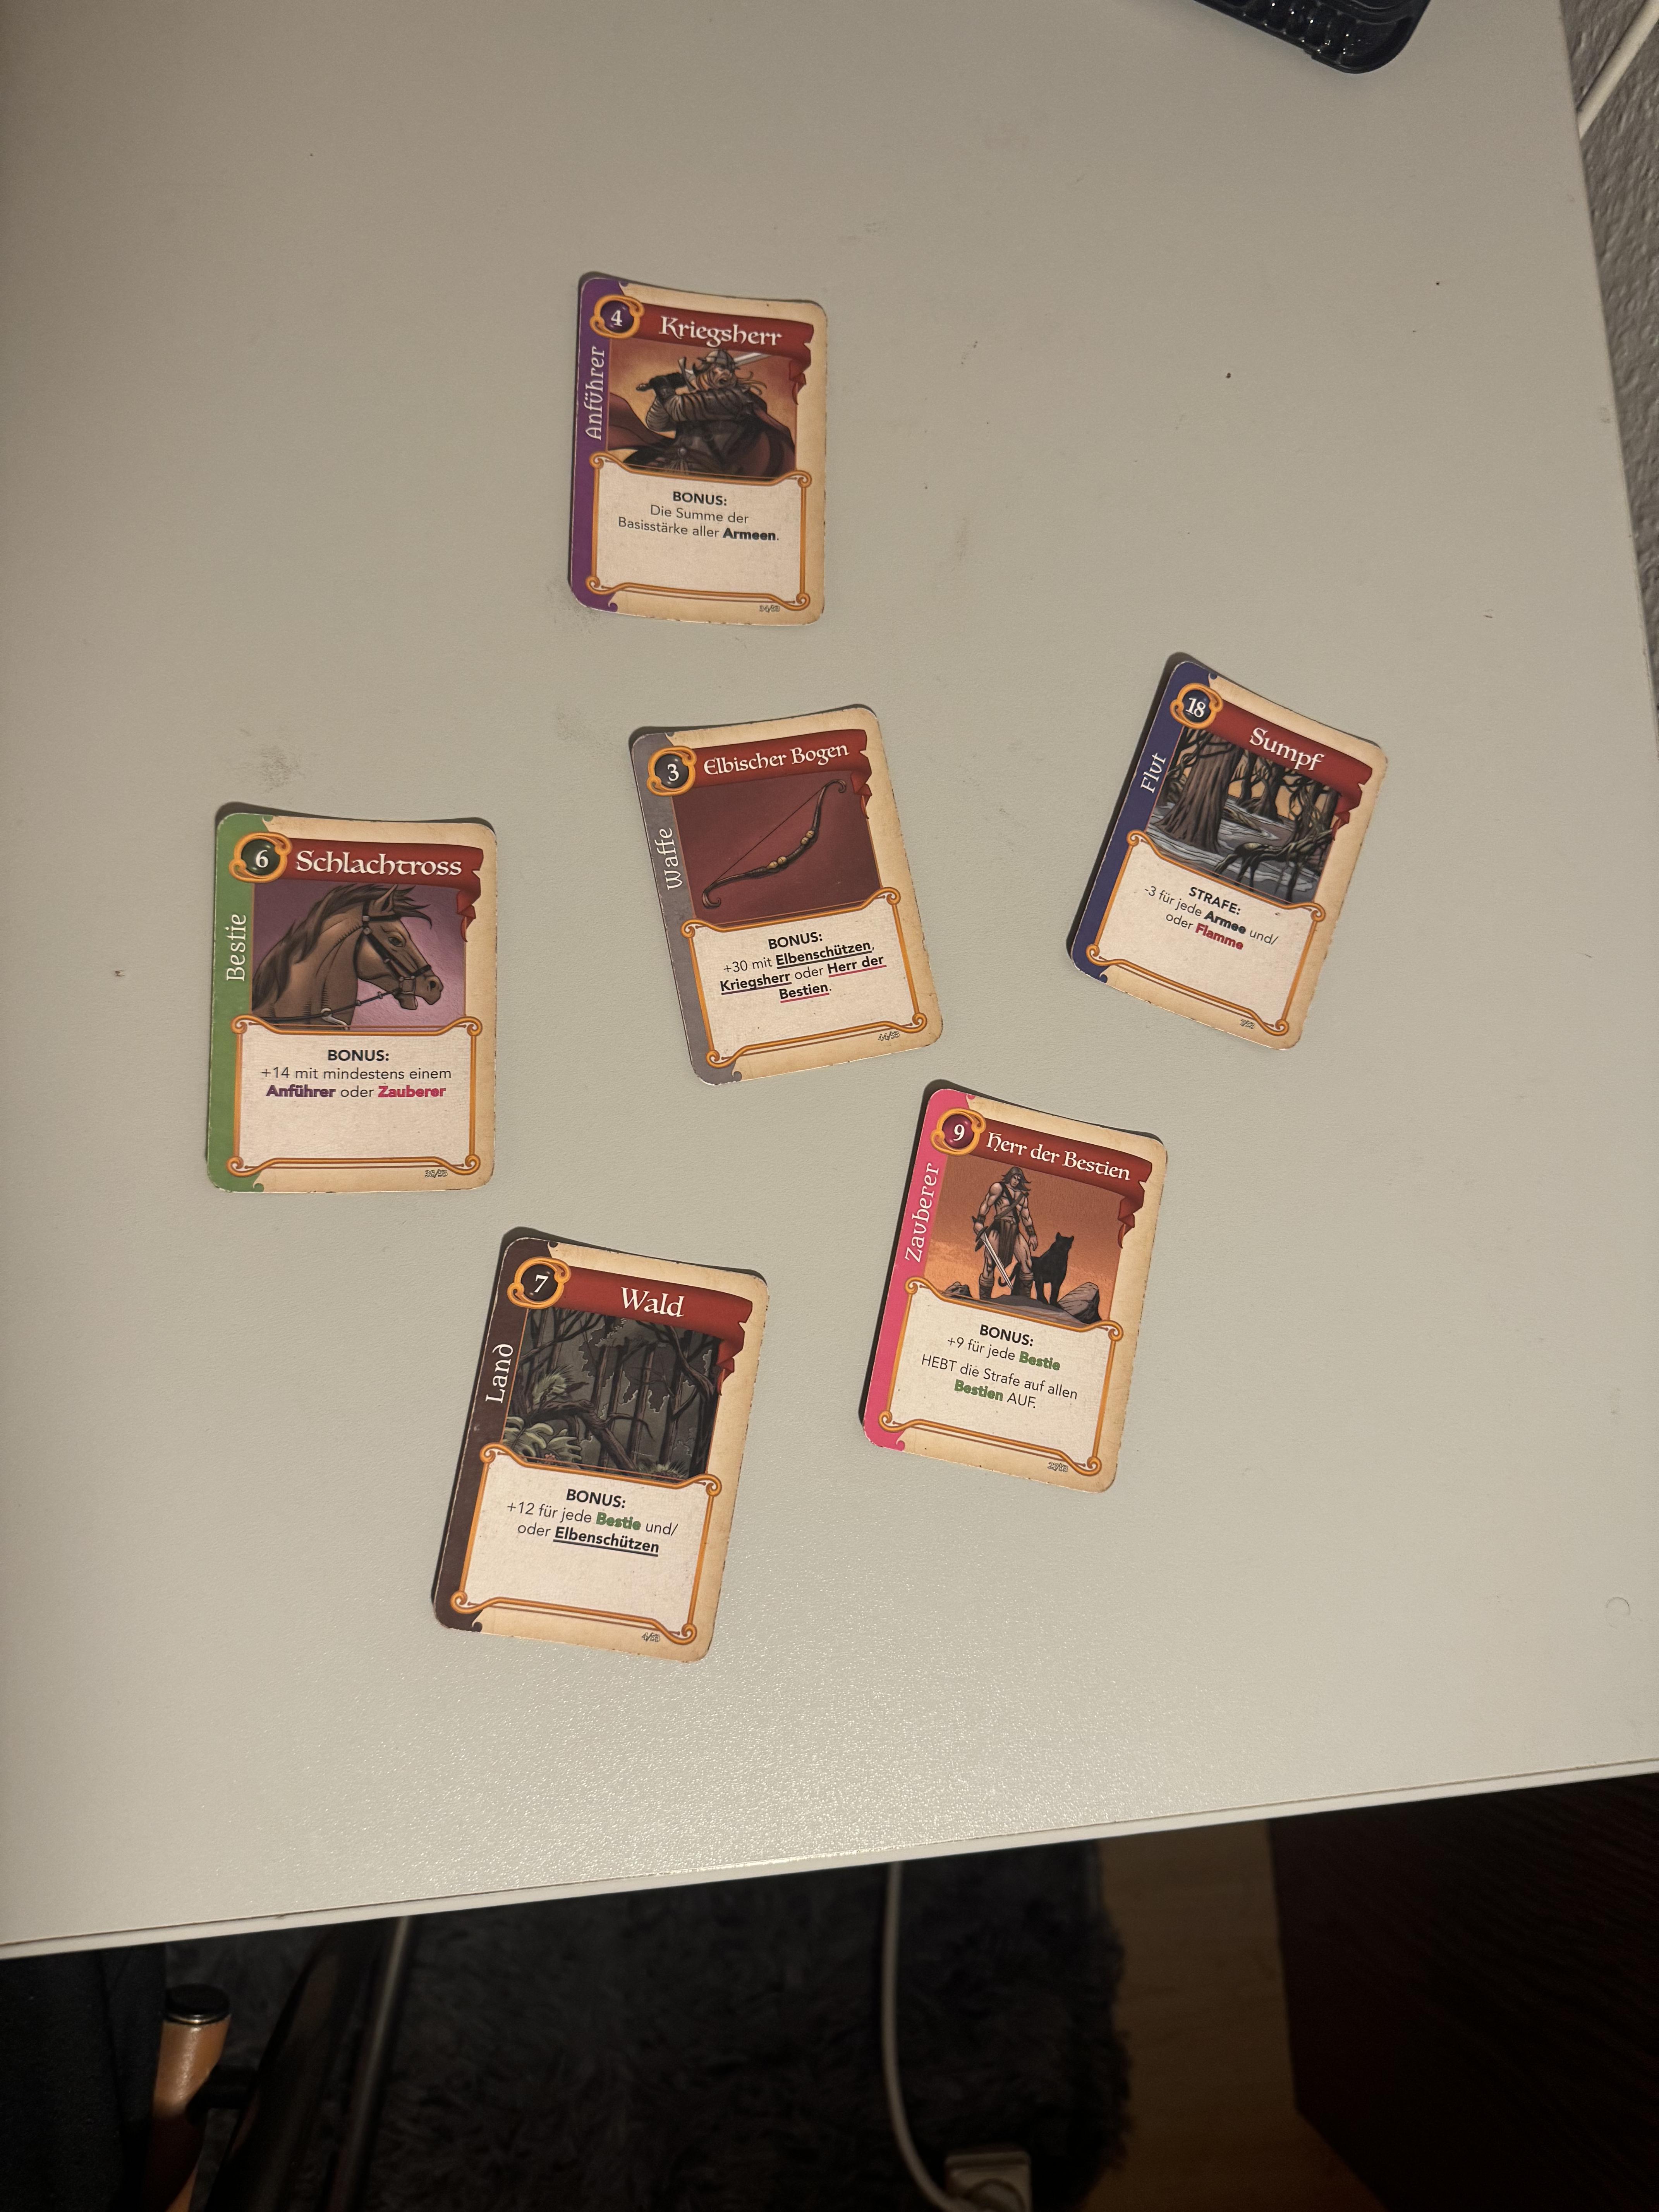 4
Kriegsherr
Anführer
BONUS:
Die Summe der
Basisstärke aller Armeen.
18
Sumpf
Flut
STRAFE:
-3 für jede Armee und/
oder Flamme
3
Elbischer Bogen
Waffe
BONUS:
+30 mit Elbenschützen,
Kriegsherr oder Herr der
Bestien.
6
Schlachtross
Bestie
BONUS:
+14 mit mindestens einem
Anführer oder Zauberer
9
Herr der Bestien
Zauberer
BONUS:
+9 für jede Bestie
HEBT die Strafe auf allen
Bestien AUF.
7
Wald
Land
BONUS:
+12 für jede Bestie und/
oder Elbenschützen
4/53